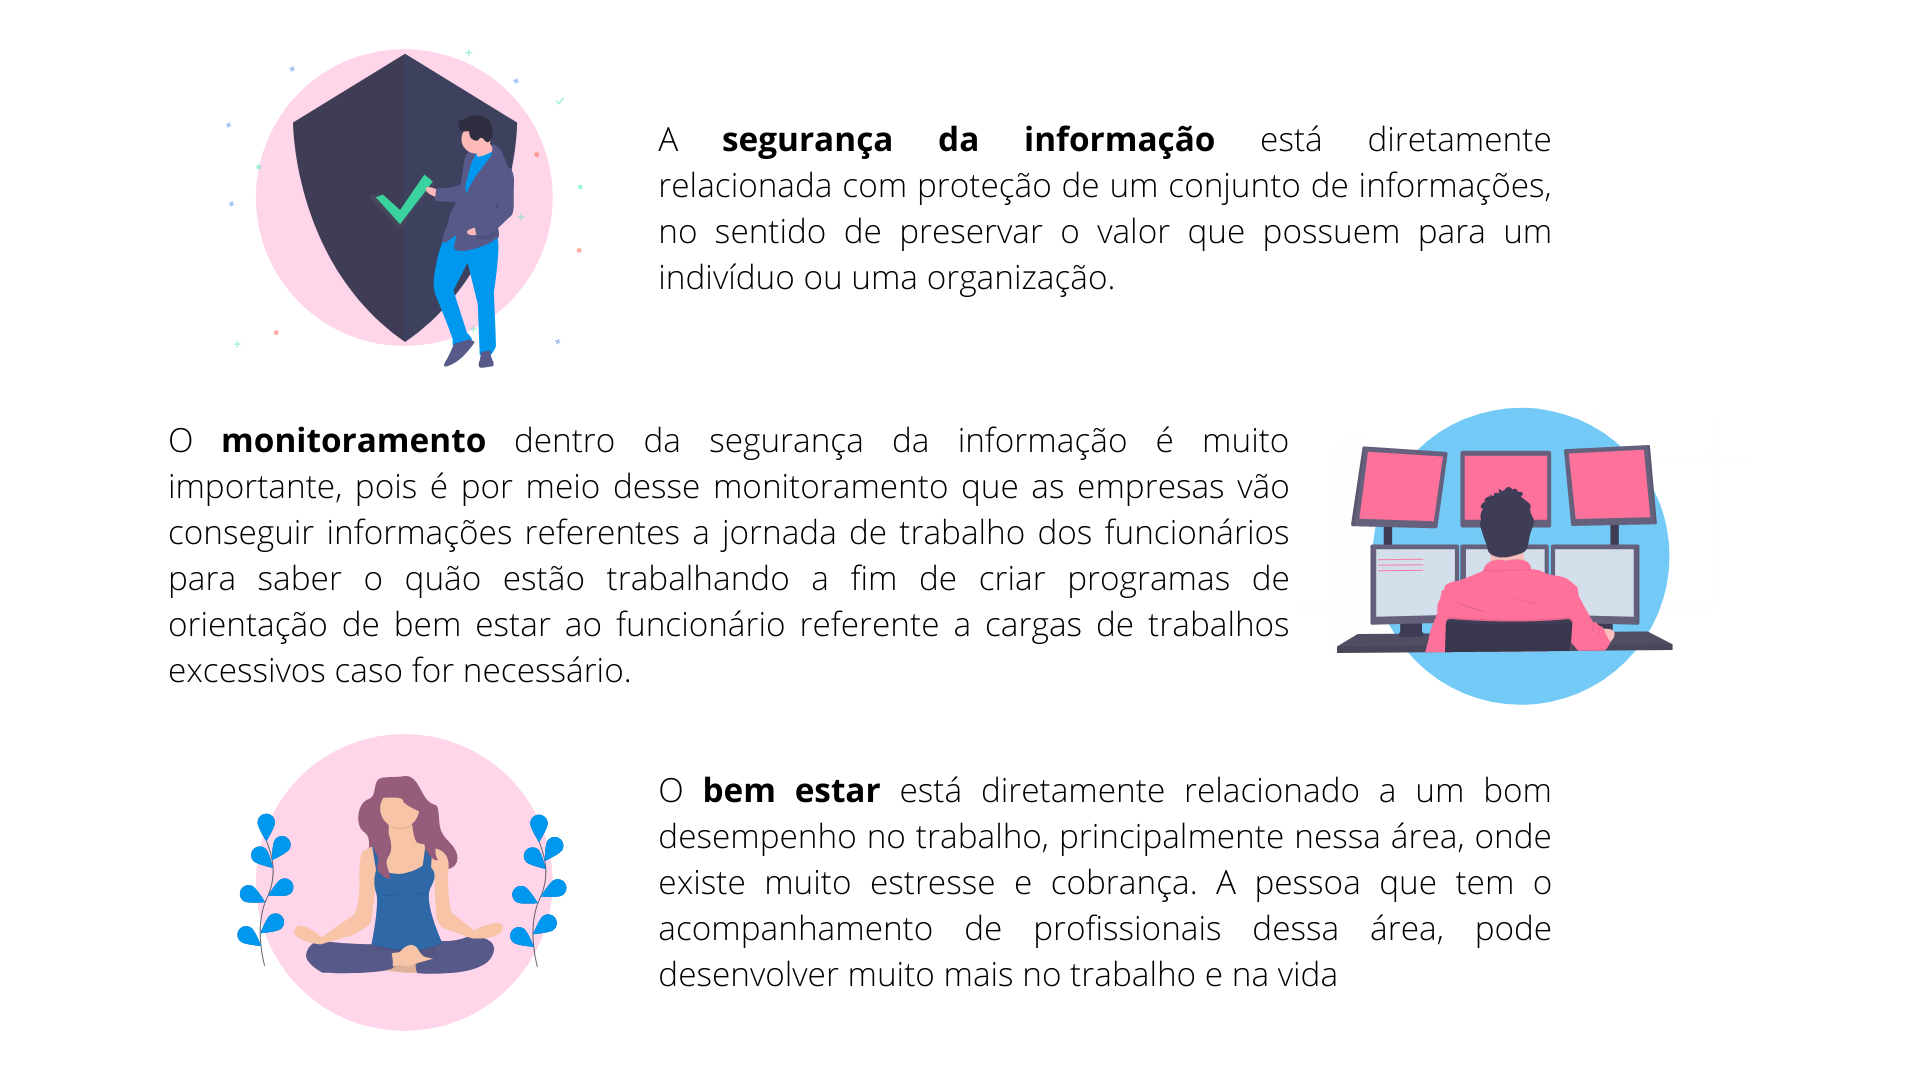 A segurança da informação está diretamente
relacionada com proteção de um conjunto de informações,
no sentido de preservar o valor que possuem para um
indivíduo ou uma organização.
O monitoramento dentro da segurança da informação é muito
importante, pois é por meio desse monitoramento que as empresas vão
conseguir informações referentes a jornada de trabalho dos funcionários
para saber o quão estão trabalhando a fim de criar programas de
orientação de bem estar ao funcionário referente a cargas de trabalhos
excessivos caso for necessário.
O bem estar está diretamente relacionado a um bom
desempenho no trabalho, principalmente nessa área, onde
existe muito estresse e cobrança. A pessoa que tem o
acompanhamento de profissionais dessa área, pode
desenvolver muito mais no trabalho e na vida